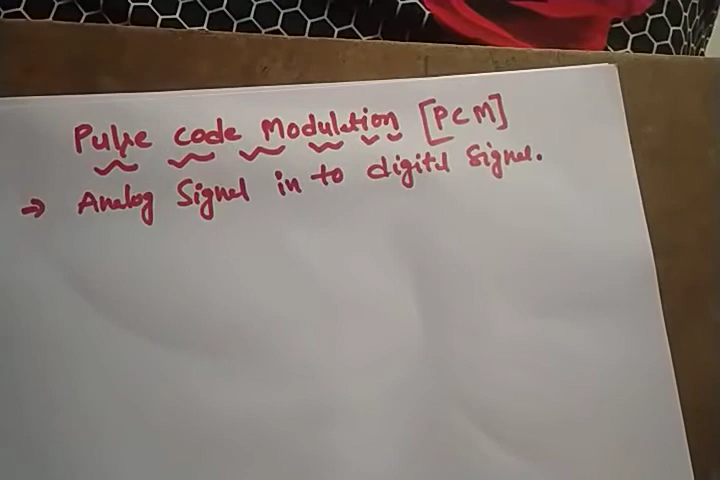 Pulse code Modulation [PCM]
→ Analog Signal in to digital Signal.